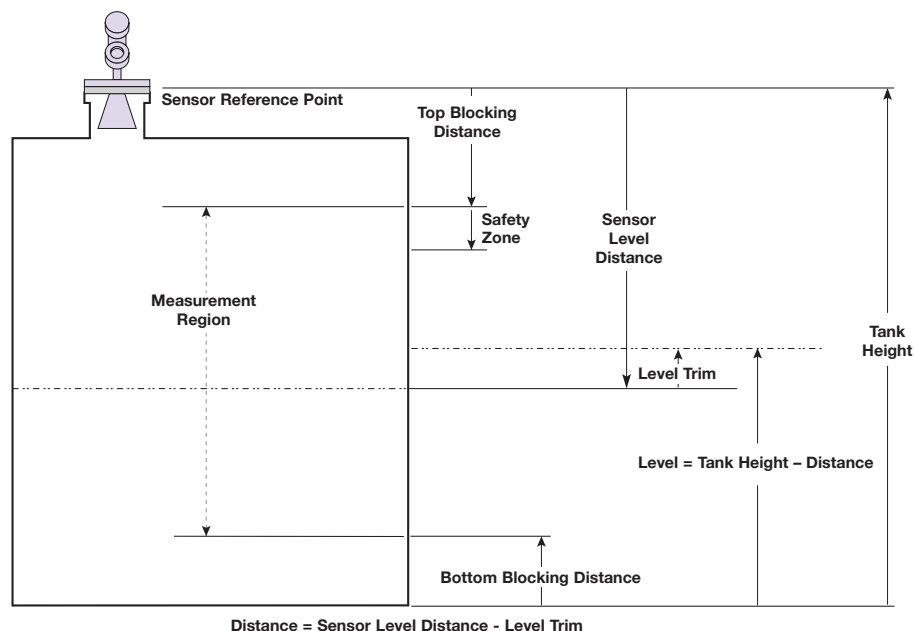 Sensor Reference Point
Top Blocking
Distance
Safety
Zone
Sensor
Level
Distance
Measurement
Region
Tank
Height
Level Trim
Level = Tank Height – Distance
Bottom Blocking Distance
Distance = Sensor Level Distance - Level Trim